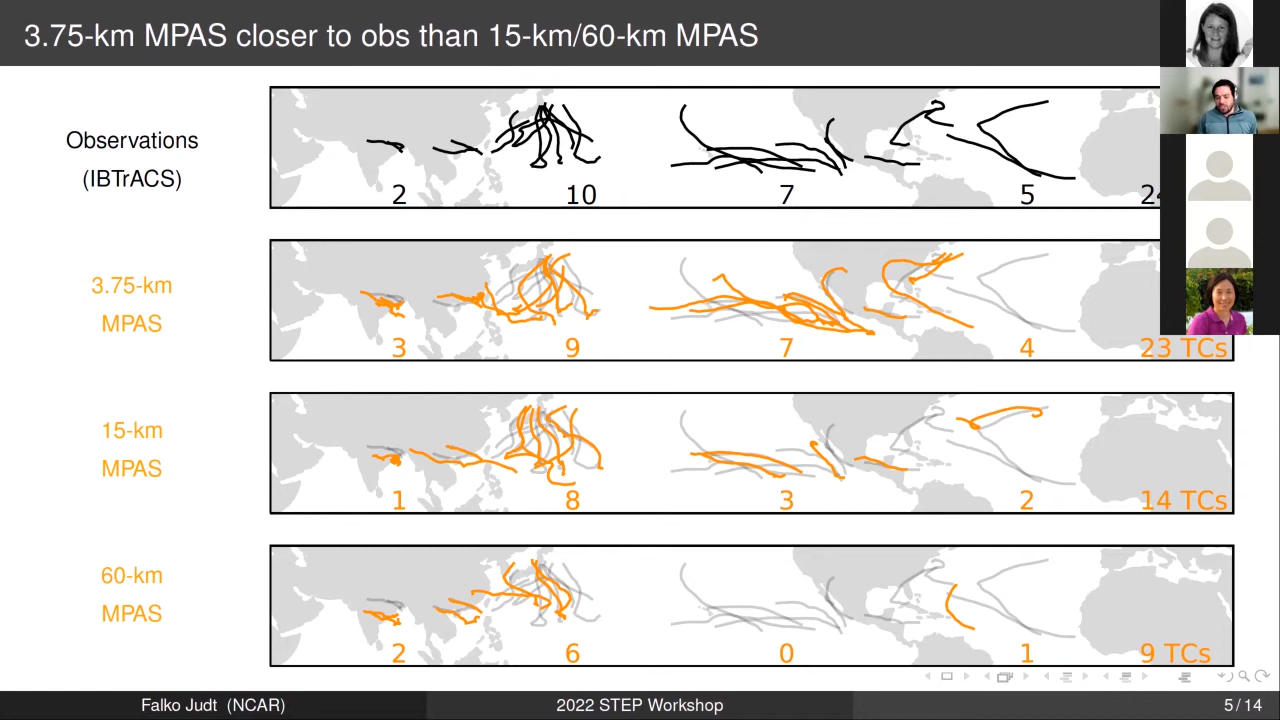 3.75-km MPAS closer to obs than 15-km/60-km MPAS
Observations
(IBTrACS)
2 10 7 5
3.75-km
MPAS
3 9 7 4 23 TCs
15-km
MPAS
1 8 3 2 14 TCs
60-km
MPAS
2 6 0 1 9 TCs
Falko Judt (NCAR) 2022 STEP Workshop 5 / 14